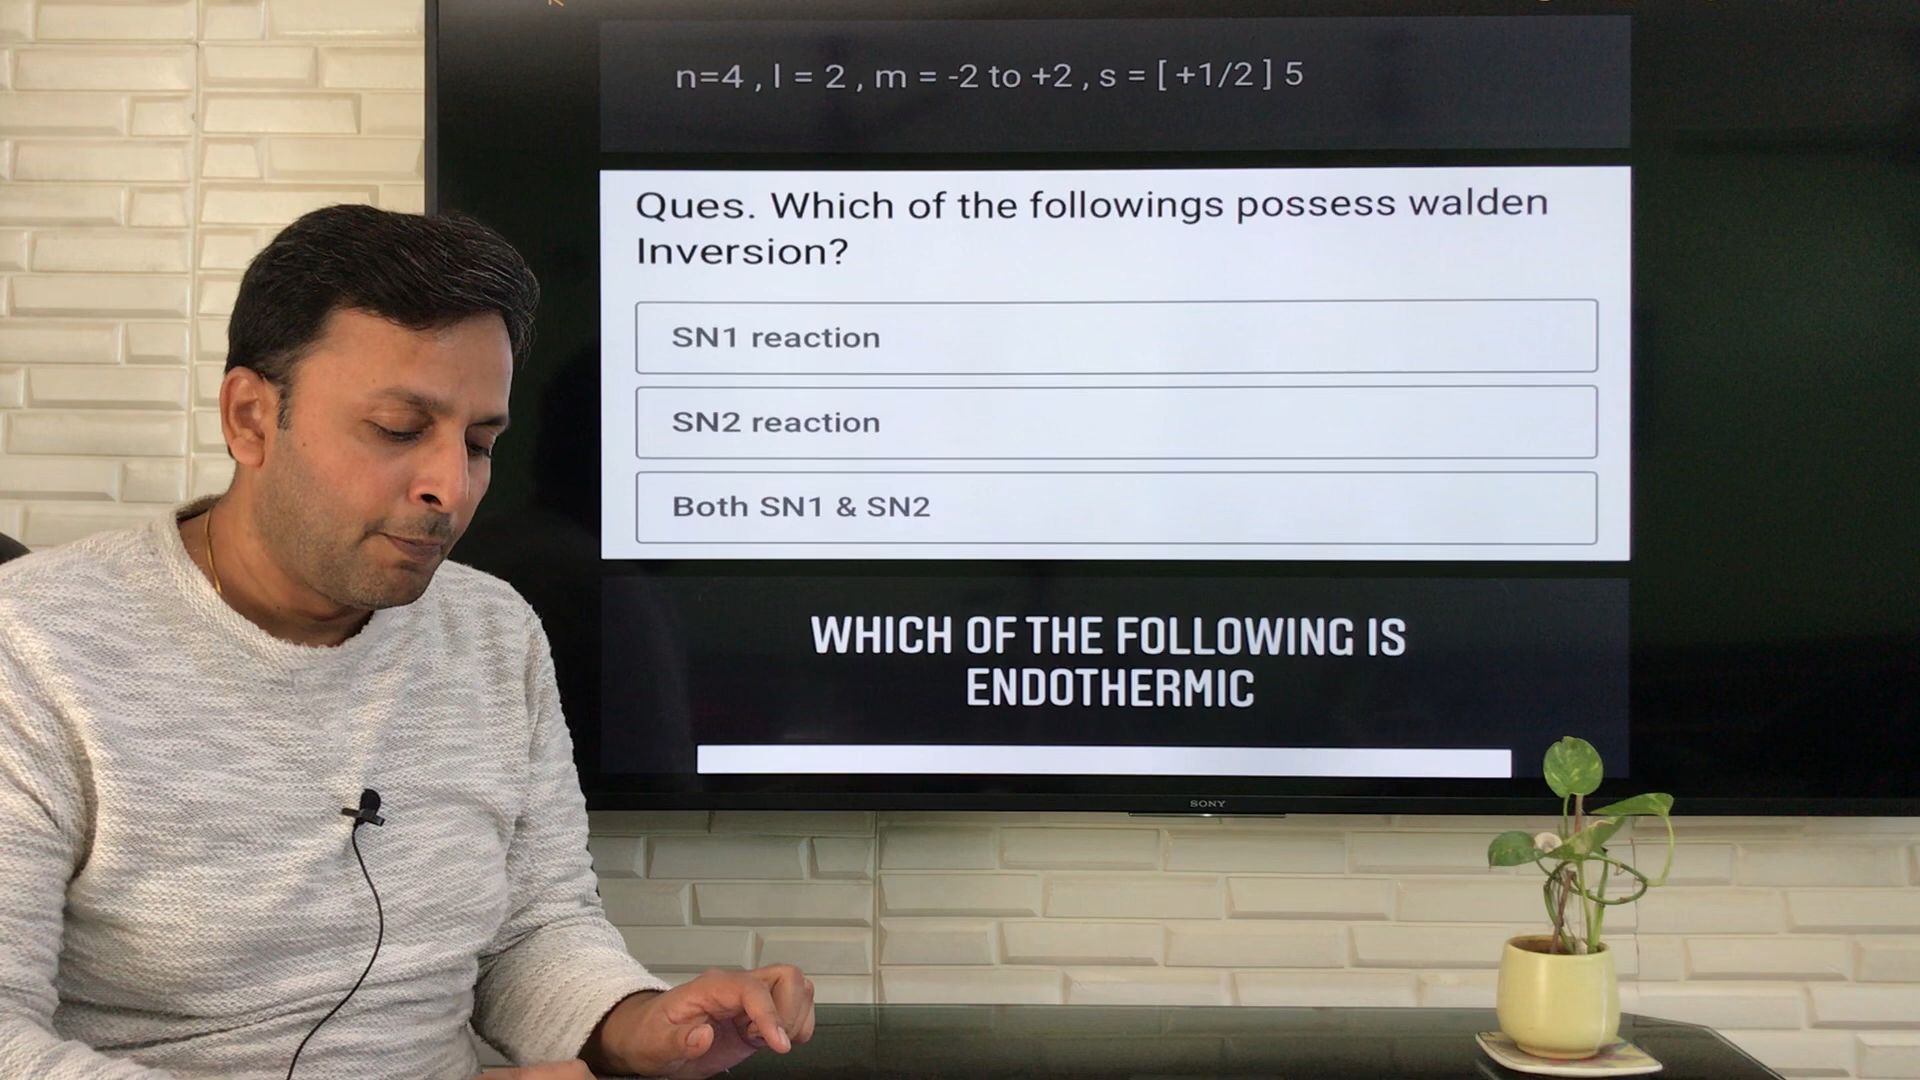 n=4 , l = 2 , m = -2 to +2 , s = [ +1/2 ] 5
Ques. Which of the followings possess walden
Inversion?
SN1 reaction
SN2 reaction
Both SN1 & SN2
WHICH OF THE FOLLOWING IS
ENDOTHERMIC
SONY